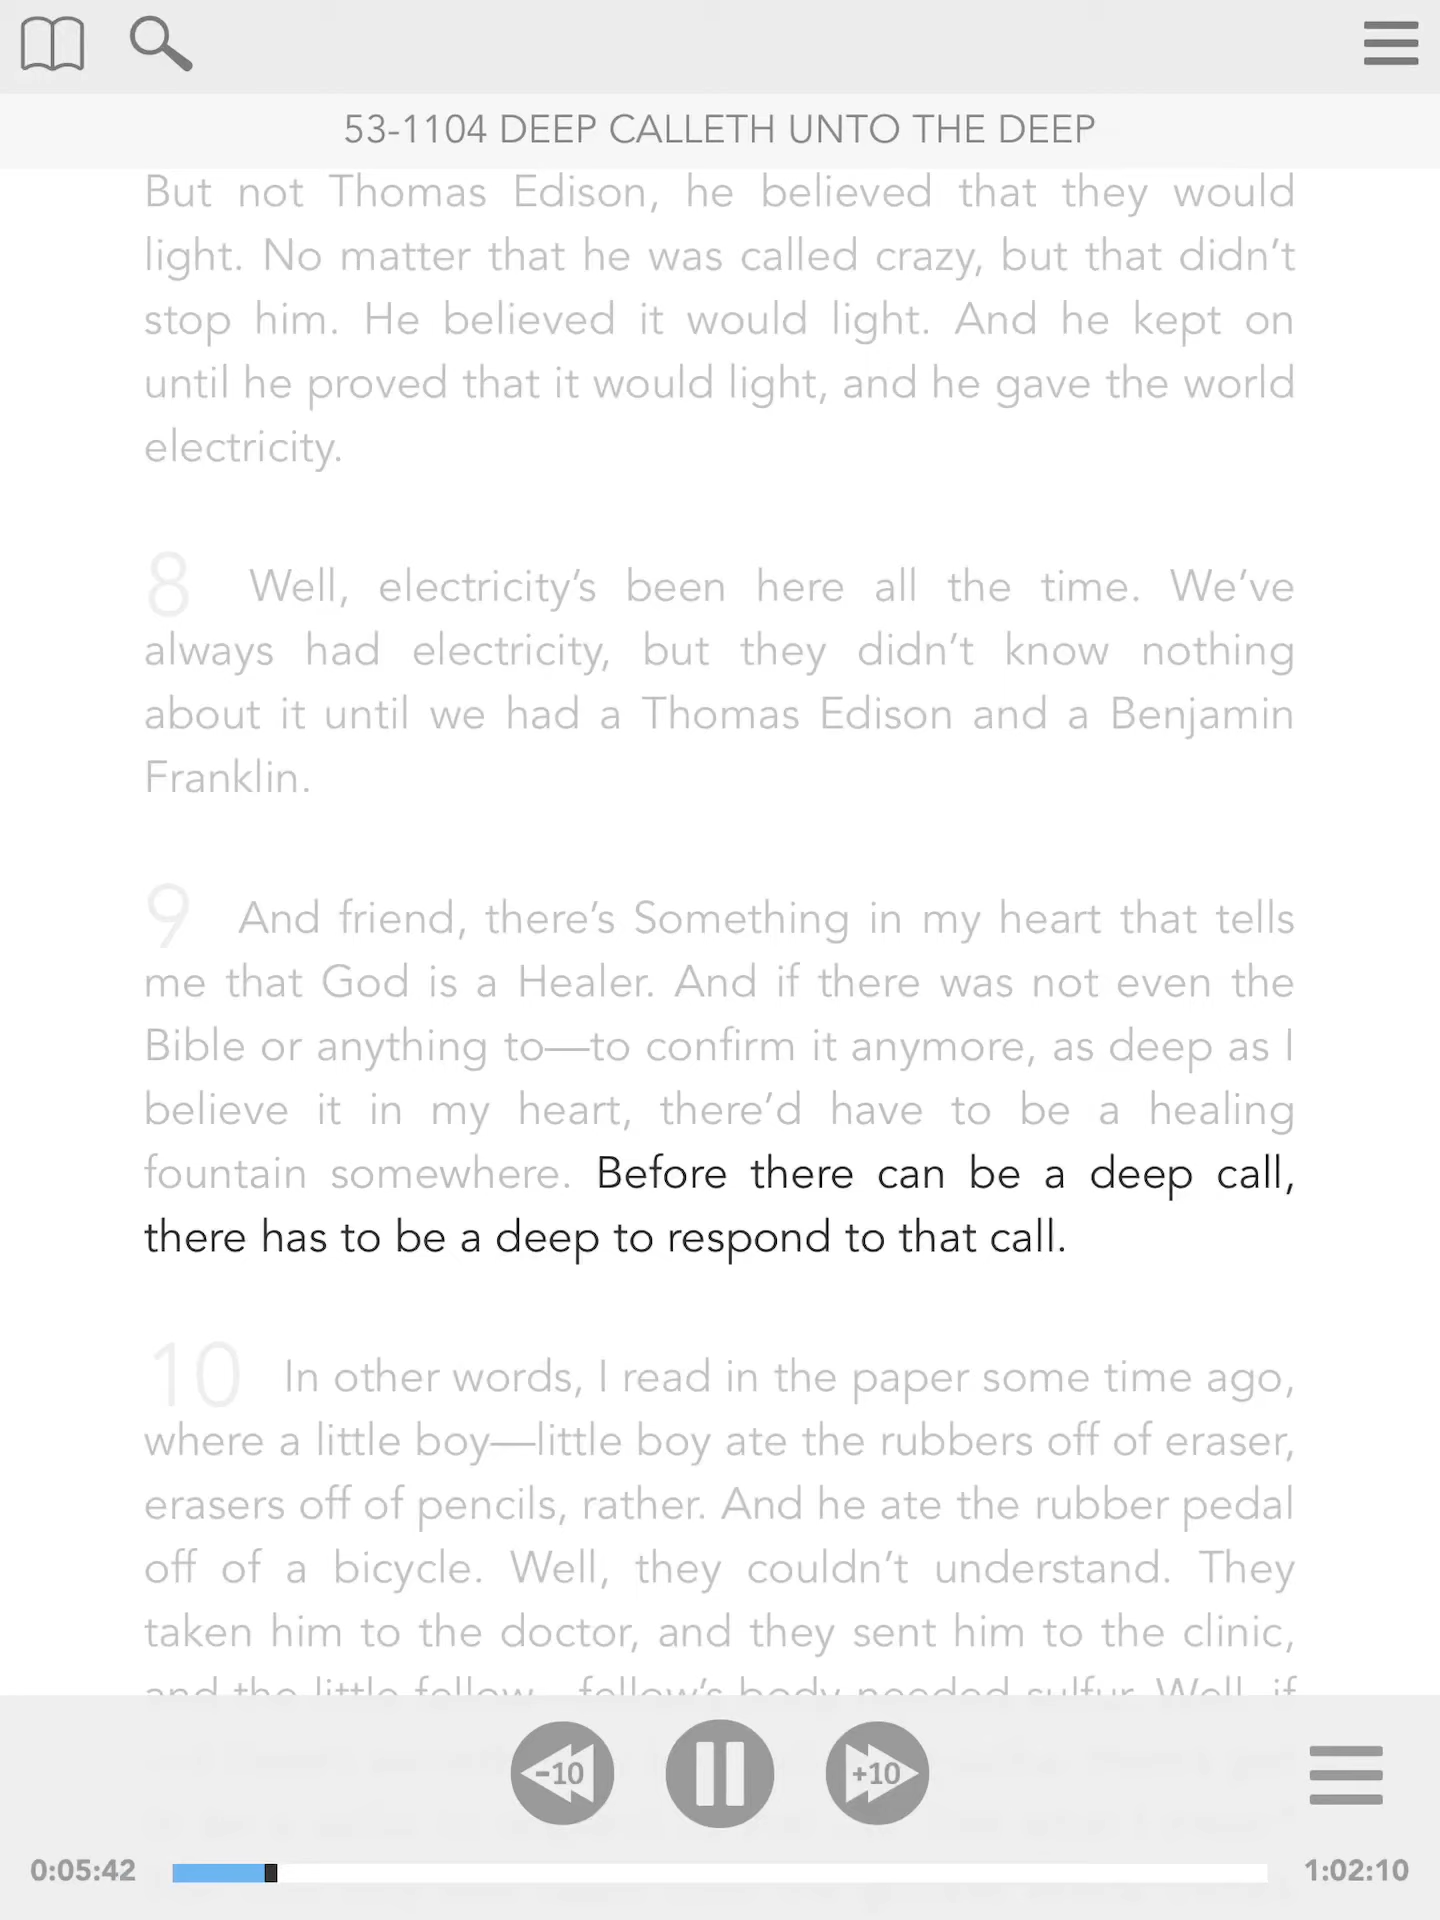 53-1104 DEEP CALLETH UNTO THE DEEP
But not Thomas Edison, he believed that they would
light. No matter that he was called crazy, but that didn’t
stop him. He believed it would light. And he kept on
until he proved that it would light, and he gave the world
electricity.
8 Well, electricity’s been here all the time. We’ve
always had electricity, but they didn’t know nothing
about it until we had a Thomas Edison and a Benjamin
Franklin.
9 And friend, there’s Something in my heart that tells
me that God is a Healer. And if there was not even the
Bible or anything to—to confirm it anymore, as deep as I
believe it in my heart, there’d have to be a healing
fountain somewhere. Before there can be a deep call,
there has to be a deep to respond to that call.
10 In other words, I read in the paper some time ago,
where a little boy—little boy ate the rubbers off of eraser,
erasers off of pencils, rather. And he ate the rubber pedal
off of a bicycle. Well, they couldn’t understand. They
taken him to the doctor, and they sent him to the clinic,
and the little fellow—fellow’s body needed sulfur. Well, if
-10 +10
0:05:42 1:02:10